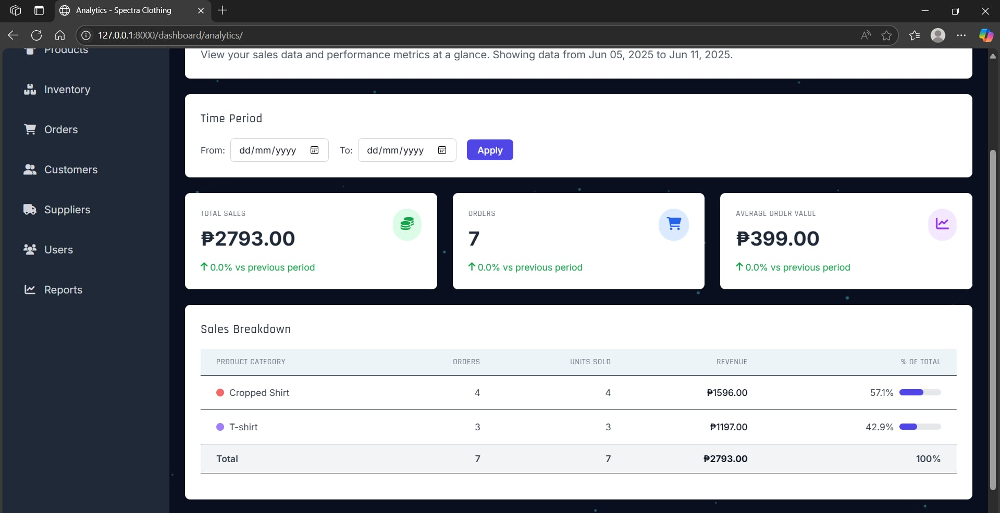 Analytics - Spectra Clothing
127.0.0.1:8000/dashboard/analytics/
Products
View your sales data and performance metrics at a glance. Showing data from Jun 05, 2025 to Jun 11, 2025.
Inventory
Orders
Customers
Suppliers
Users
Reports
Time Period
From: dd/mm/yyyy To: dd/mm/yyyy Apply
TOTAL SALES
₱2793.00
0.0% vs previous period
ORDERS
7
0.0% vs previous period
AVERAGE ORDER VALUE
₱399.00
0.0% vs previous period
Sales Breakdown
PRODUCT CATEGORY ORDERS UNITS SOLD REVENUE % OF TOTAL
Cropped Shirt 4 4 ₱1596.00 57.1%
T-shirt 3 3 ₱1197.00 42.9%
Total 7 7 ₱2793.00 100%